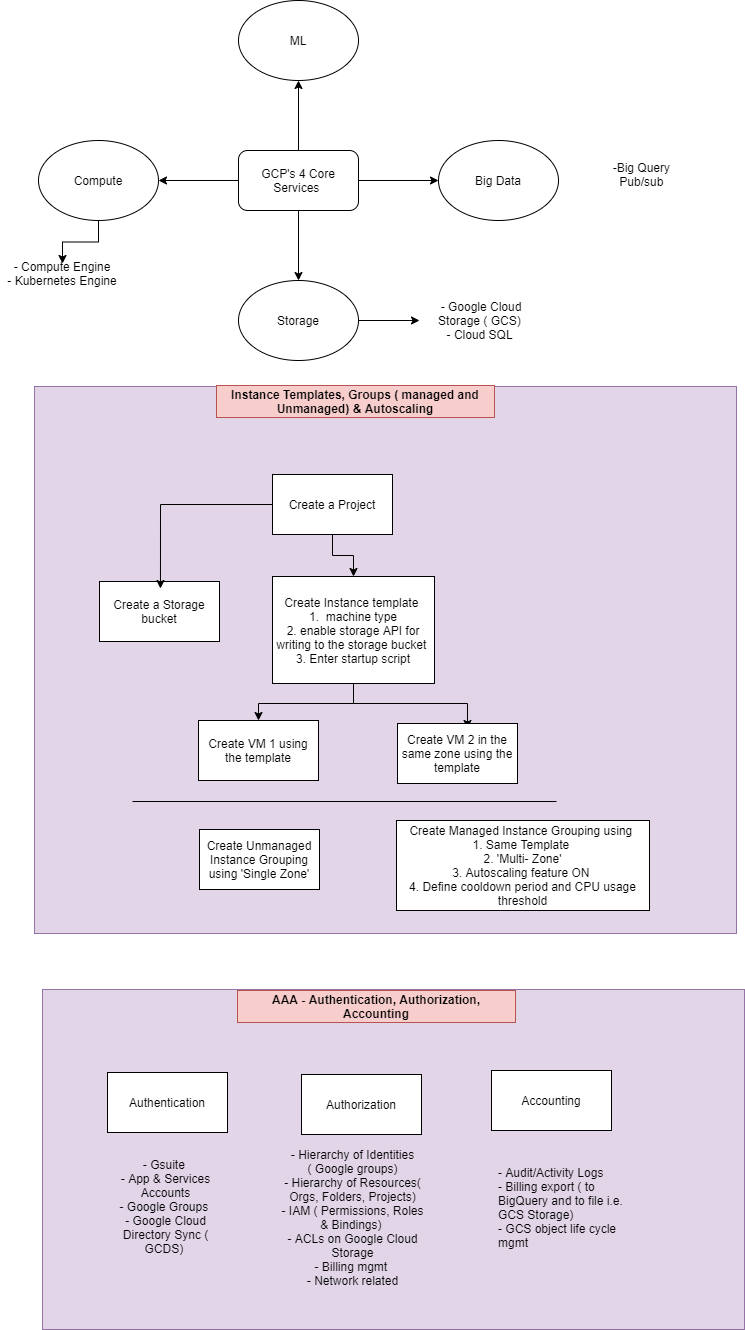 ML
Compute
GCP's 4 Core
Services
Big Data
-Big Query
Pub/sub
- Compute Engine
- Kubernetes Engine
Storage
- Google Cloud
Storage ( GCS)
- Cloud SQL
Instance Templates, Groups ( managed and
Unmanaged) & Autoscaling
Create a Project
Create a Storage
bucket
Create Instance template
1.  machine type
2. enable storage API for
writing to the storage bucket
3. Enter startup script
Create VM 1 using
the template
Create VM 2 in the
same zone using the
template
Create Unmanaged
Instance Grouping
using 'Single Zone'
Create Managed Instance Grouping using
1. Same Template
2. 'Multi- Zone'
3. Autoscaling feature ON
4. Define cooldown period and CPU usage
threshold
AAA - Authentication, Authorization,
Accounting
Authentication
- Gsuite
- App & Services
Accounts
- Google Groups
- Google Cloud
Directory Sync (
GCDS)
Authorization
- Hierarchy of Identities
( Google groups)
- Hierarchy of Resources(
Orgs, Folders, Projects)
- IAM ( Permissions, Roles
& Bindings)
- ACLs on Google Cloud
Storage
- Billing mgmt
- Network related
Accounting
- Audit/Activity Logs
- Billing export ( to
BigQuery and to file i.e.
GCS Storage)
- GCS object life cycle
mgmt